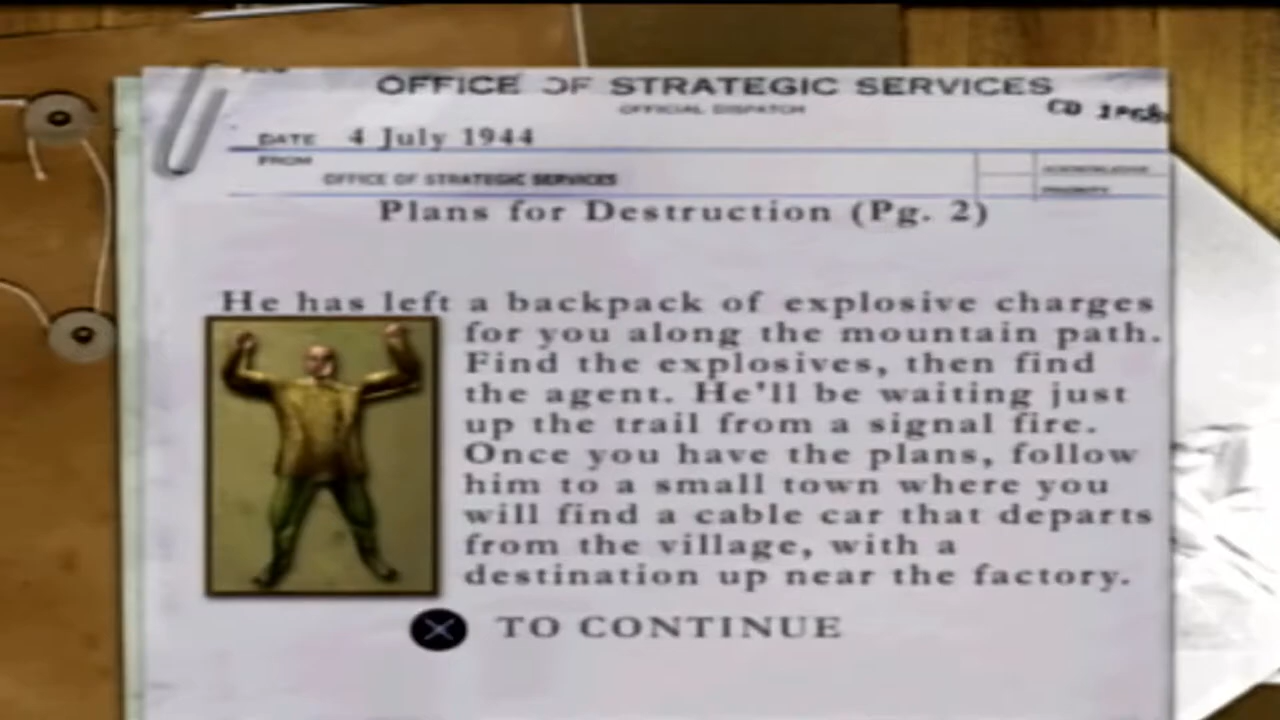 OFFICE OF STRATEGIC SERVICES
OFFICIAL DISPATCH
DATE 4 July 1944
FROM
OFFICE OF STRATEGIC SERVICES
PRIORITY
Plans for Destruction (Pg. 2)
He has left a backpack of explosive charges
for you along the mountain path.
Find the explosives, then find
the agent. He'll be waiting just
up the trail from a signal fire.
Once you have the plans, follow
him to a small town where you
will find a cable car that departs
from the village, with a
destination up near the factory.
TO CONTINUE